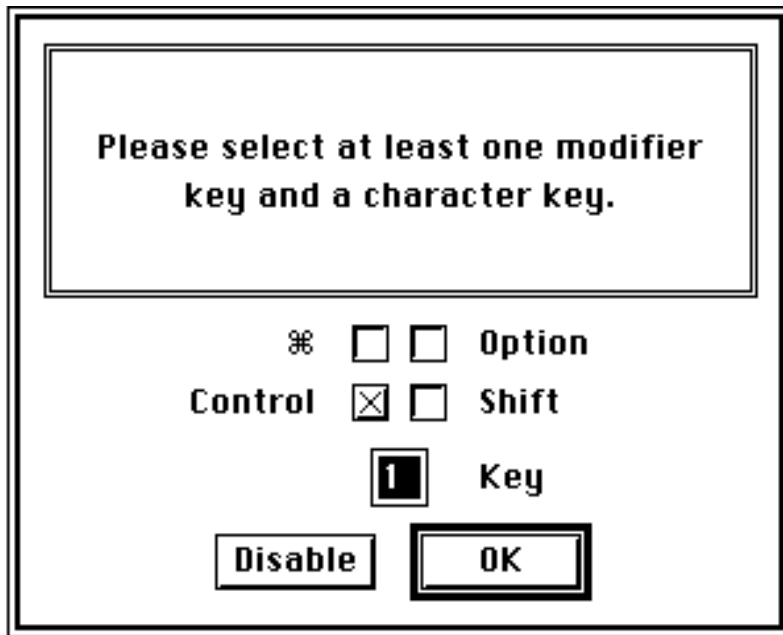 Please select at least one modifier
key and a character key.
⌘ Option
Control Shift
1 Key
Disable OK